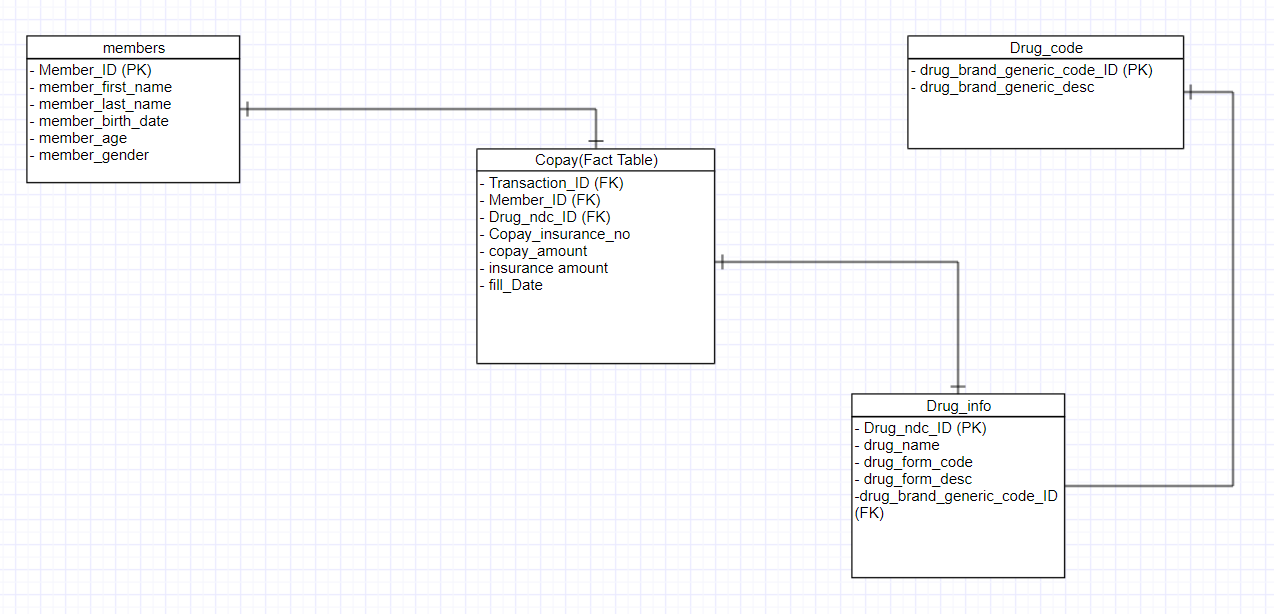 members
- Member_ID (PK)
- member_first_name
- member_last_name
- member_birth_date
- member_age
- member_gender
Drug_code
- drug_brand_generic_code_ID (PK)
- drug_brand_generic_desc
Copay(Fact Table)
- Transaction_ID (FK)
- Member_ID (FK)
- Drug_ndc_ID (FK)
- Copay_insurance_no
- copay_amount
- insurance amount
- fill_Date
Drug_info
- Drug_ndc_ID (PK)
- drug_name
- drug_form_code
- drug_form_desc
-drug_brand_generic_code_ID
(FK)